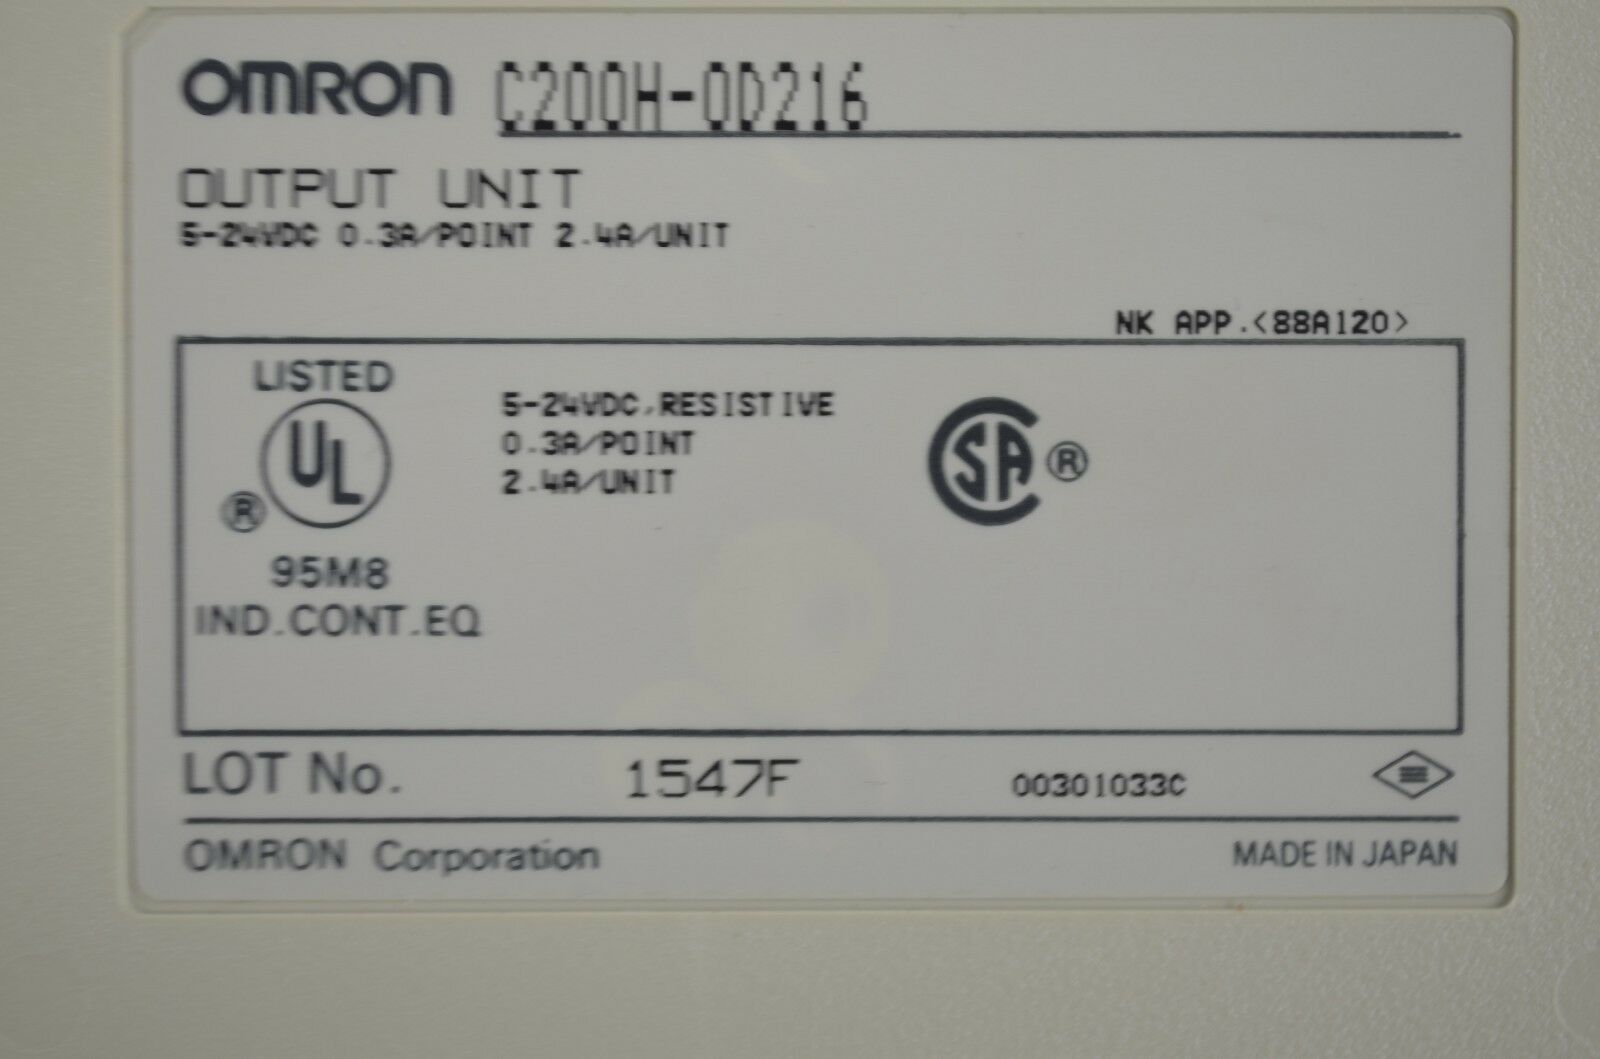 OMRON C200H-OD216
OUTPUT UNIT
5-24VDC 0.3A/POINT 2.4A/UNIT
NK APP.<88A120>
LISTED
UL
®
95M8
IND.CONT.EQ
5-24VDC,RESISTIVE
0.3A/POINT
2.4A/UNIT
CSA ®
LOT No. 1547F 00301033C
OMRON Corporation MADE IN JAPAN